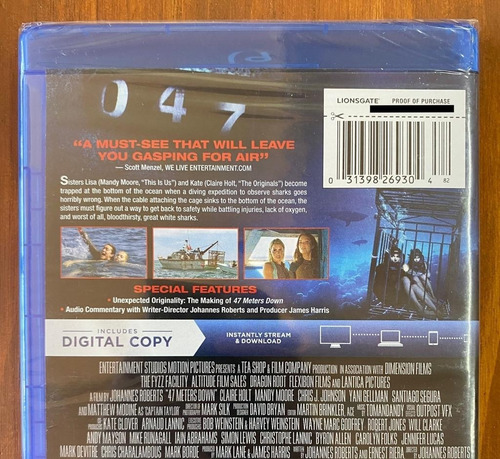 0 4 7
LIONSGATE PROOF OF PURCHASE
"A MUST-SEE THAT WILL LEAVE
YOU GASPING FOR AIR"
— Scott Menzel, WE LIVE ENTERTAINMENT.COM
0 31398 26930 4 82
Sisters Lisa (Mandy Moore, "This Is Us") and Kate (Claire Holt, "The Originals") become
trapped at the bottom of the ocean when a diving expedition to observe sharks goes
horribly wrong. When the cable attaching the cage sinks to the bottom of the ocean, the
sisters must figure out a way to get back to safety while battling injuries, lack of oxygen,
and worst of all, bloodthirsty, great white sharks.
SPECIAL FEATURES
• Unexpected Originality: The Making of 47 Meters Down
• Audio Commentary with Writer-Director Johannes Roberts and Producer James Harris
INCLUDES
DIGITAL COPY
INSTANTLY STREAM
& DOWNLOAD
ENTERTAINMENT STUDIOS MOTION PICTURES PRESENTS A TEA SHOP & FILM COMPANY PRODUCTION IN ASSOCIATION WITH DIMENSION FILMS
THE FYZZ FACILITY ALTITUDE FILM SALES DRAGON ROOT FLEXIBON FILMS AND LANTICA PICTURES
A FILM BY JOHANNES ROBERTS "47 METERS DOWN" CLAIRE HOLT MANDY MOORE CHRIS J. JOHNSON YANI GELLMAN SANTIAGO SEGURA
AND MATTHEW MODINE AS "CAPTAIN TAYLOR" MARK SILK DAVID BRYAN MARTIN BRINKLER TOMANDANDY OUTPOST VFX
KATE GLOVER ARNAUD LANNIC BOB WEINSTEIN & HARVEY WEINSTEIN WAYNE MARC GODFREY ROBERT JONES WILL CLARKE
ANDY MAYSON MIKE RUNAGALL IAIN ABRAHAMS SIMON LEWIS CHRISTOPHE LANNIC BYRON ALLEN CAROLYN FOLKS JENNIFER LUCAS
MARK DEVITRE CHRIS CHARALAMBOUS MARK BORDE MARK LANE & JAMES HARRIS JOHANNES ROBERTS AND ERNEST RIERA JOHANNES ROBERTS